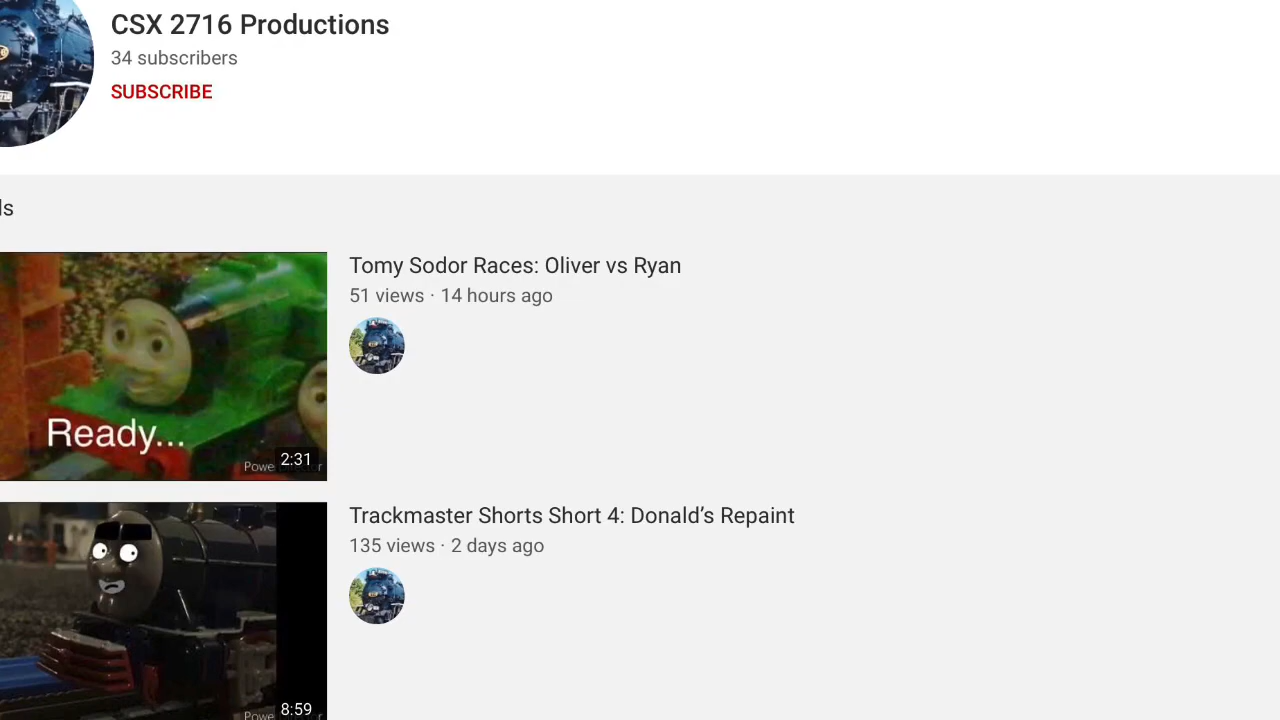 CSX 2716 Productions
34 subscribers
SUBSCRIBE
ls
Tomy Sodor Races: Oliver vs Ryan
51 views · 14 hours ago
Ready...
2:31
Trackmaster Shorts Short 4: Donald’s Repaint
135 views · 2 days ago
8:59